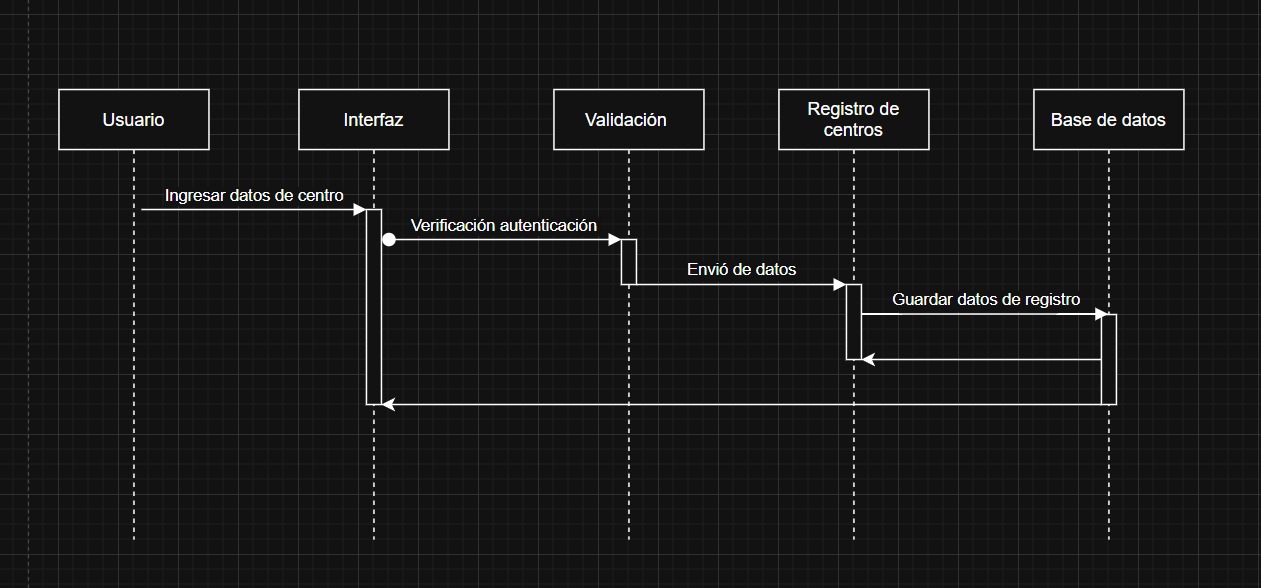 Usuario
Interfaz
Validación
Registro de
centros
Base de datos
Ingresar datos de centro
Verificación autenticación
Envió de datos
Guardar datos de registro